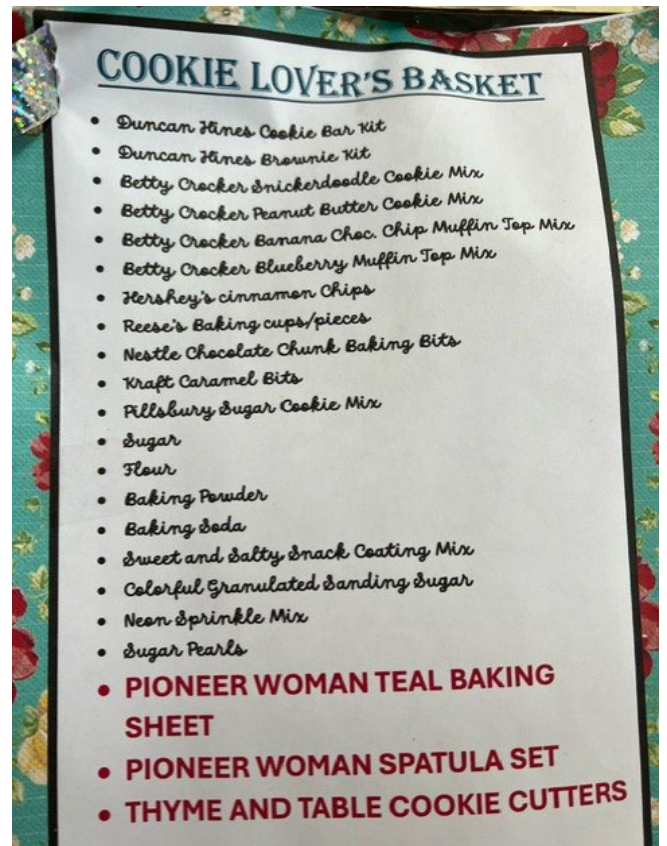 COOKIE LOVER'S BASKET
• Duncan Hines Cookie Bar Kit
• Duncan Hines Brownie Kit
• Betty Crocker Snickerdoodle Cookie Mix
• Betty Crocker Peanut Butter Cookie Mix
• Betty Crocker Banana Choc. Chip Muffin Top Mix
• Betty Crocker Blueberry Muffin Top Mix
• Hershey's cinnamon Chips
• Reese's Baking cups/pieces
• Nestle Chocolate Chunk Baking Bits
• Kraft Caramel Bits
• Pillsbury Sugar Cookie Mix
• Sugar
• Flour
• Baking Powder
• Baking Soda
• Sweet and Salty Snack Coating Mix
• Colorful Granulated Sanding Sugar
• Neon Sprinkle Mix
• Sugar Pearls
• PIONEER WOMAN TEAL BAKING
SHEET
• PIONEER WOMAN SPATULA SET
• THYME AND TABLE COOKIE CUTTERS